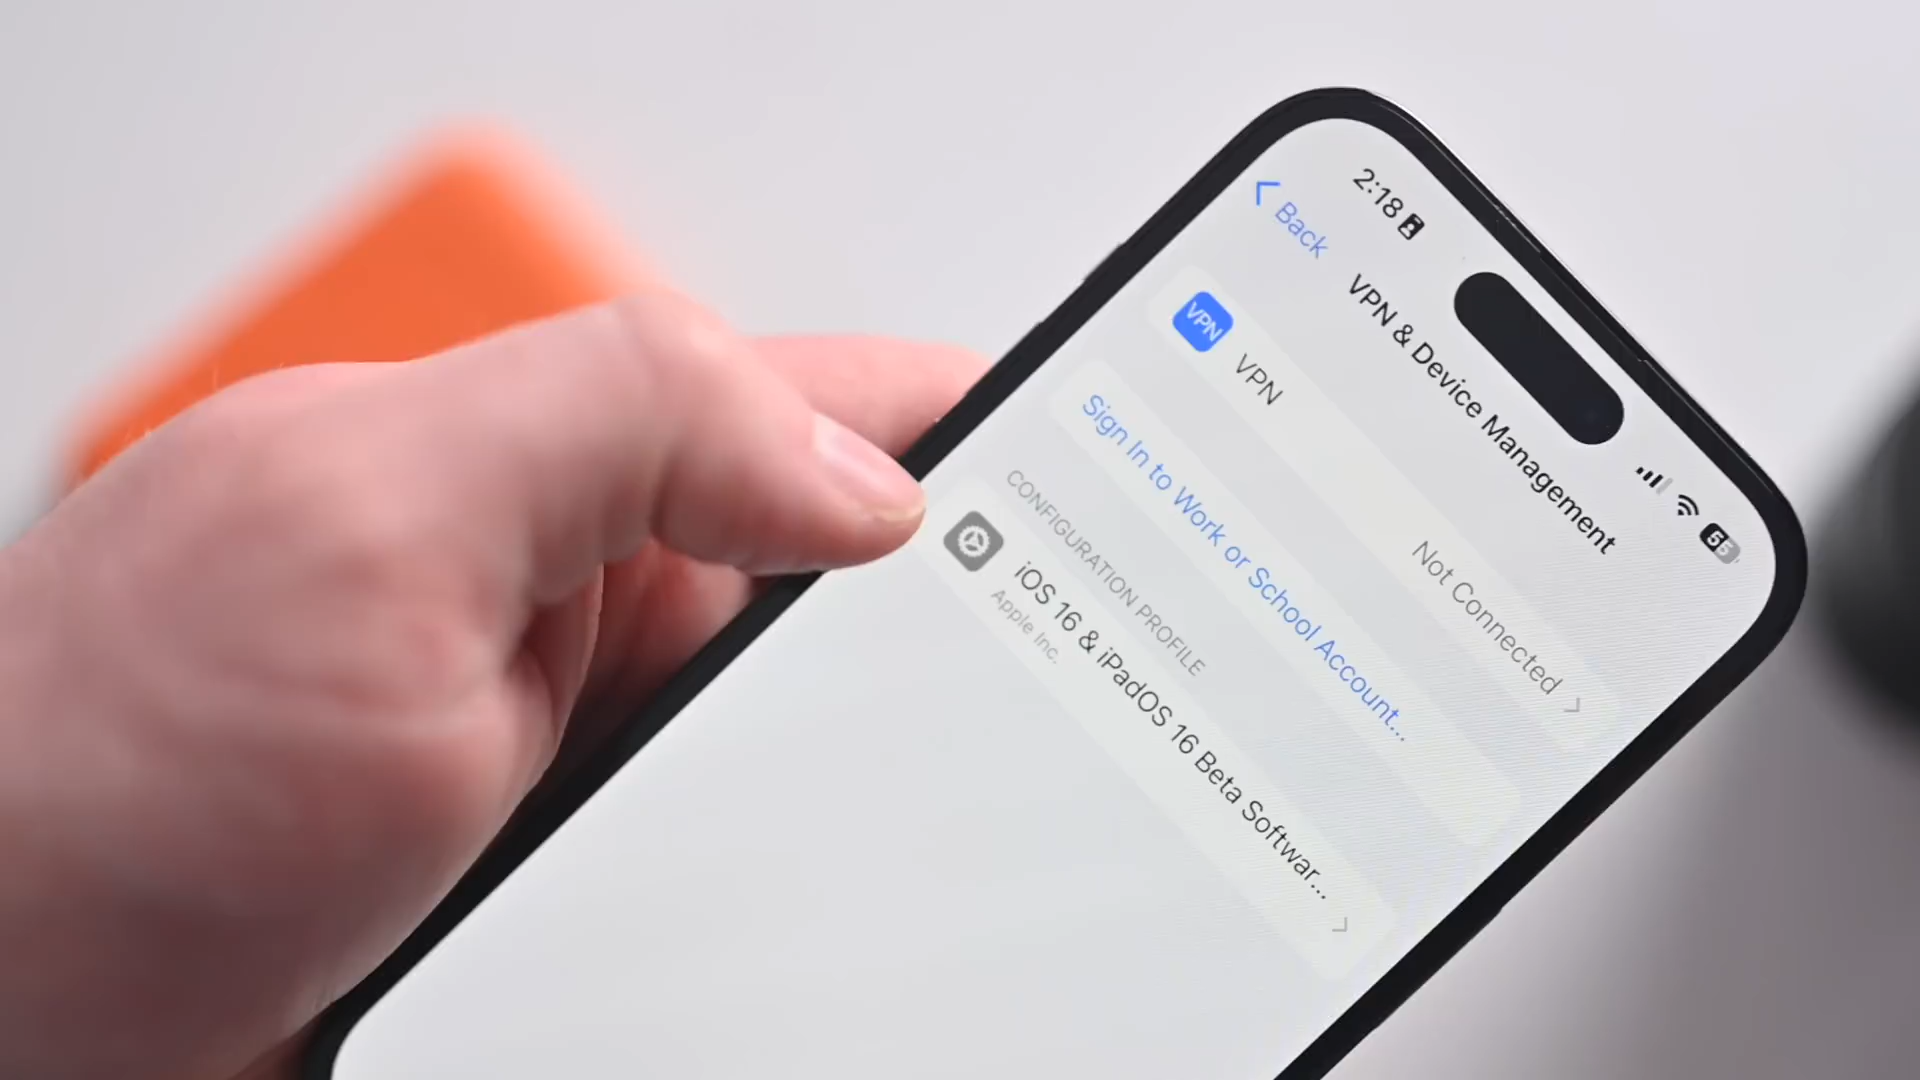 2:18
55
Back
VPN & Device Management
VPN
VPN
Not Connected
Sign In to Work or School Account...
CONFIGURATION PROFILE
iOS 16 & iPadOS 16 Beta Softwar...
Apple Inc.